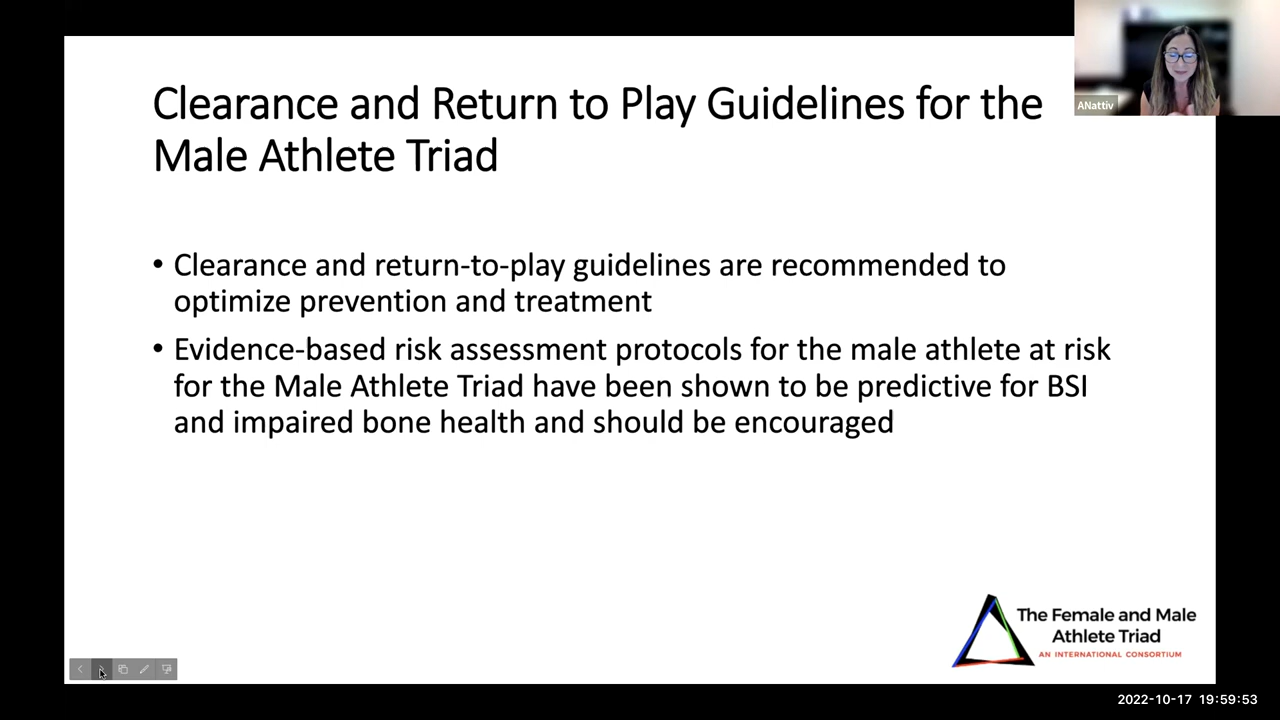 ANattiv
Clearance and Return to Play Guidelines for the
Male Athlete Triad
• Clearance and return-to-play guidelines are recommended to
optimize prevention and treatment
• Evidence-based risk assessment protocols for the male athlete at risk
for the Male Athlete Triad have been shown to be predictive for BSI
and impaired bone health and should be encouraged
The Female and Male
Athlete Triad
AN INTERNATIONAL CONSORTIUM
2022-10-17 19:59:53